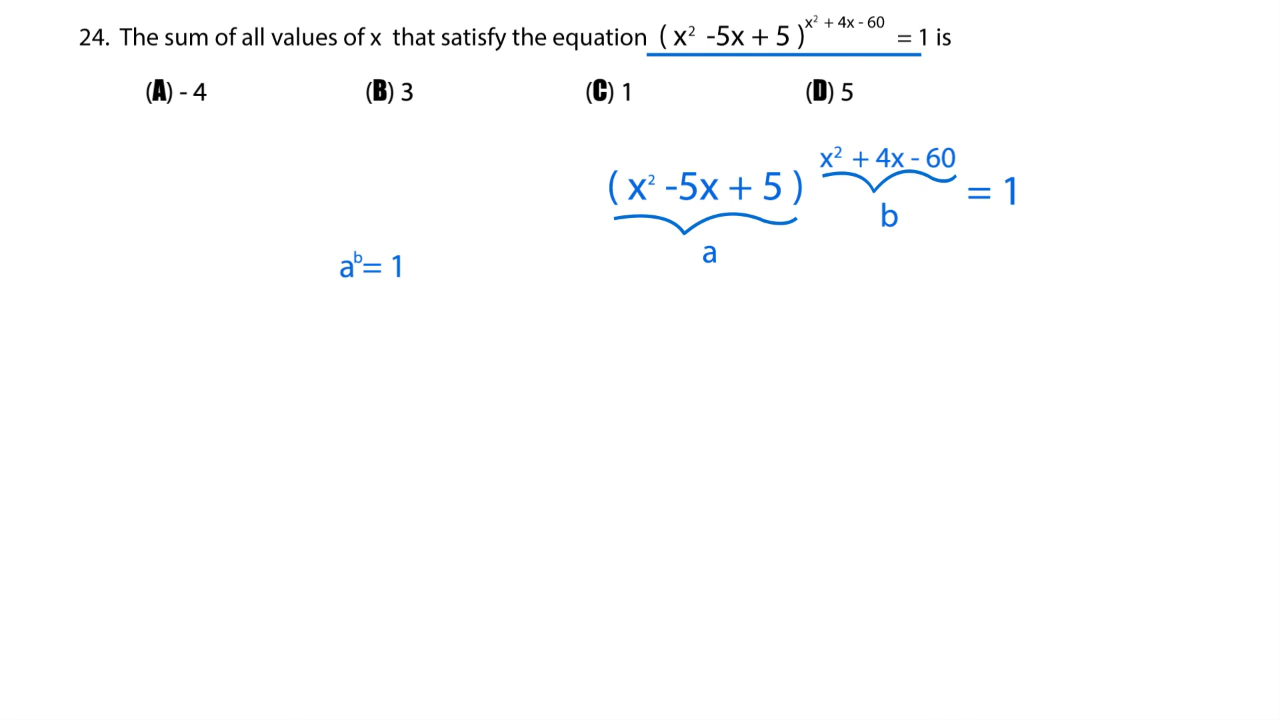 24. The sum of all values of x that satisfy the equation (x² -5x + 5)^x² + 4x - 60 = 1 is
(A) - 4 (B) 3 (C) 1 (D) 5
(x² -5x + 5)^x² + 4x - 60 = 1
b
a
aᵇ= 1